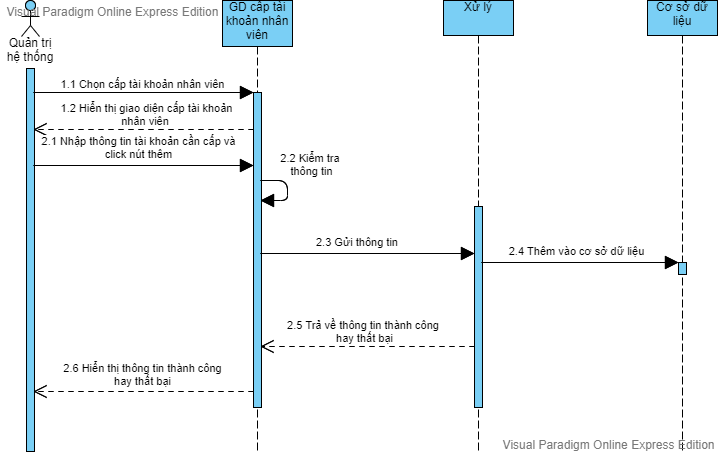 Visual Paradigm Online Express Edition
Quản trị
hệ thống
GD cấp tài
khoản nhân
viên
Xử lý
Cơ sở dữ
liệu
1.1 Chọn cấp tài khoản nhân viên
1.2 Hiển thị giao diện cấp tài khoản
nhân viên
2.1 Nhập thông tin tài khoản cần cấp và
click nút thêm
2.2 Kiểm tra
thông tin
2.3 Gửi thông tin
2.4 Thêm vào cơ sở dữ liệu
2.5 Trả về thông tin thành công
hay thất bại
2.6 Hiển thị thông tin thành công
hay thất bại
Visual Paradigm Online Express Edition